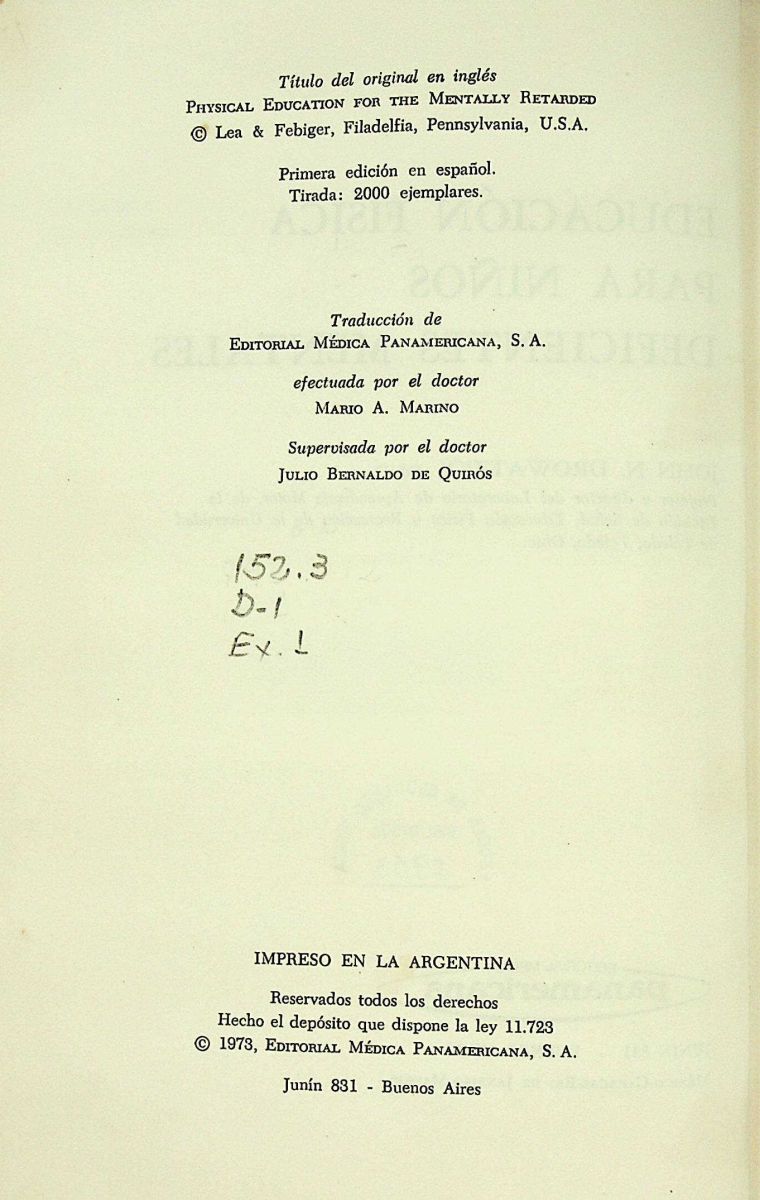 Título del original en inglés
PHYSICAL EDUCATION FOR THE MENTALLY RETARDED
© Lea & Febiger, Filadelfia, Pennsylvania, U.S.A.
Primera edición en español.
Tirada: 2000 ejemplares.
Traducción de
EDITORIAL MÉDICA PANAMERICANA, S. A.
efectuada por el doctor
MARIO A. MARINO
Supervisada por el doctor
JULIO BERNALDO DE QUIRÓS
152.3
D-1
Ex. 1
IMPRESO EN LA ARGENTINA
Reservados todos los derechos
Hecho el depósito que dispone la ley 11.723
© 1973, EDITORIAL MÉDICA PANAMERICANA, S. A.
Junín 831 - Buenos Aires